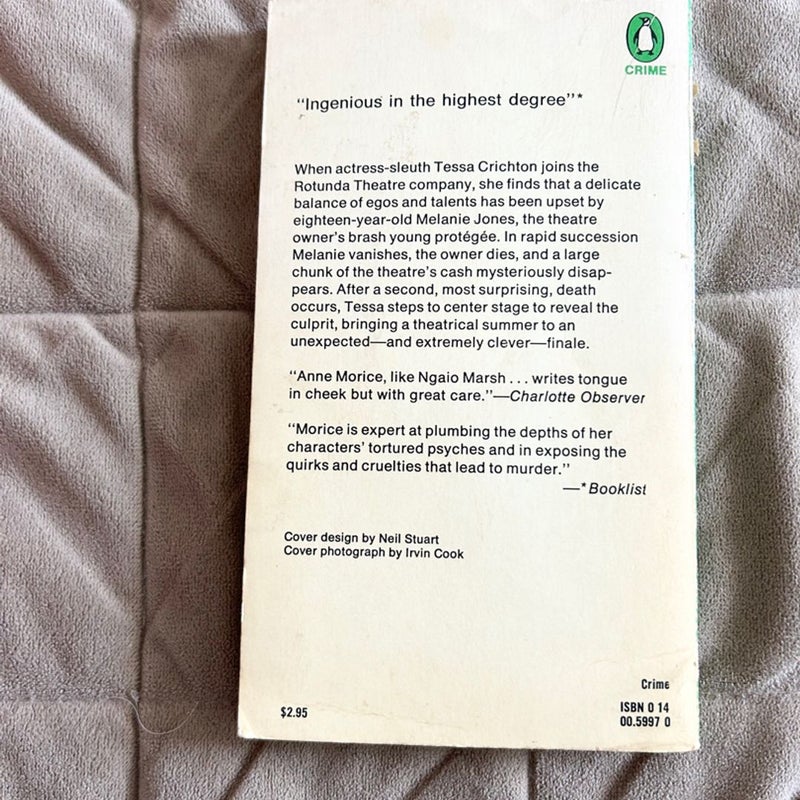 CRIME
"Ingenious in the highest degree"*
When actress-sleuth Tessa Crichton joins the
Rotunda Theatre company, she finds that a delicate
balance of egos and talents has been upset by
eighteen-year-old Melanie Jones, the theatre
owner's brash young protégée. In rapid succession
Melanie vanishes, the owner dies, and a large
chunk of the theatre's cash mysteriously disap-
pears. After a second, most surprising, death
occurs, Tessa steps to center stage to reveal the
culprit, bringing a theatrical summer to an
unexpected—and extremely clever—finale.
"Anne Morice, like Ngaio Marsh . . . writes tongue
in cheek but with great care."—Charlotte Observer
"Morice is expert at plumbing the depths of her
characters' tortured psyches and in exposing the
quirks and cruelties that lead to murder."
—*Booklist
Cover design by Neil Stuart
Cover photograph by Irvin Cook
Crime
$2.95
ISBN 0 14
00.5997 0